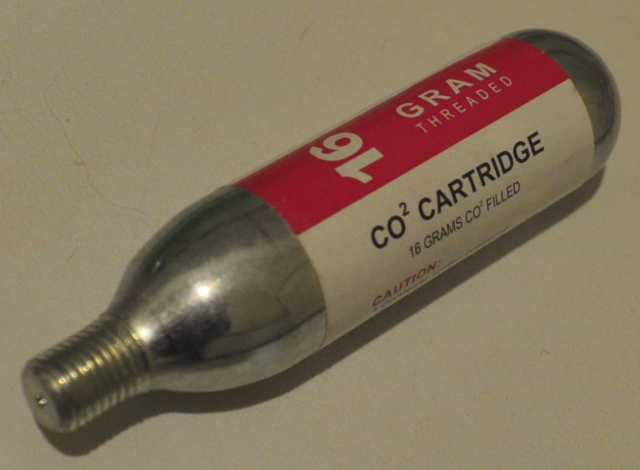 16
GRAM
THREADED
CO² CARTRIDGE
16 GRAMS CO² FILLED
CAUTION: